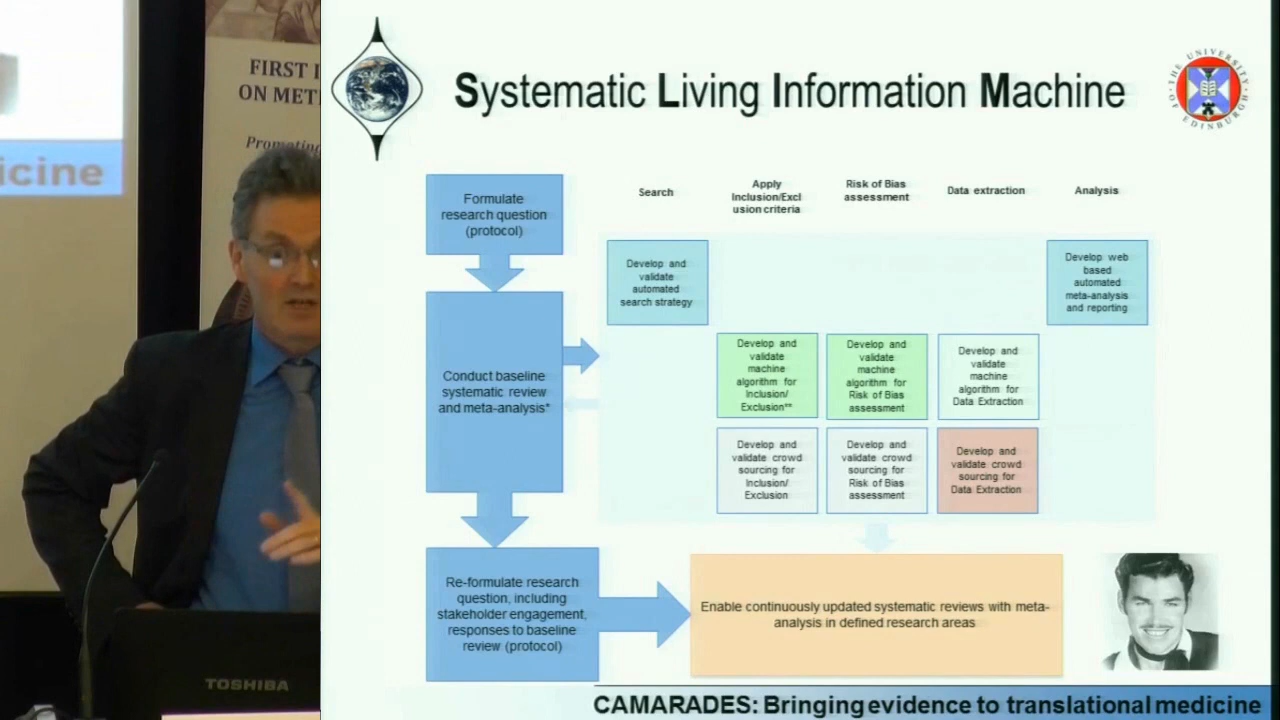 icine
FIRST I
ON MET
Promoting
TOSHIBA
Systematic Living Information Machine
THE UNIVERSITY OF EDINBURGH
Formulate
research question
(protocol)
Conduct baseline
systematic review
and meta-analysis*
Re-formulate research
question, including
stakeholder engagement,
responses to baseline
review (protocol)
Search
Apply
Inclusion/Excl
usion criteria
Risk of Bias
assessment
Data extraction
Analysis
Develop and
validate
automated
search strategy
Develop web
based
automated
meta-analysis
and reporting
Develop and
validate
machine
algorithm for
Inclusion/
Exclusion**
Develop and
validate
machine
algorithm for
Risk of Bias
assessment
Develop and
validate
machine
algorithm for
Data Extraction
Develop and
validate crowd
sourcing for
Inclusion/
Exclusion
Develop and
validate crowd
sourcing for
Risk of Bias
assessment
Develop and
validate crowd
sourcing for
Data Extraction
Enable continuously updated systematic reviews with meta-
analysis in defined research areas
CAMARADES: Bringing evidence to translational medicine